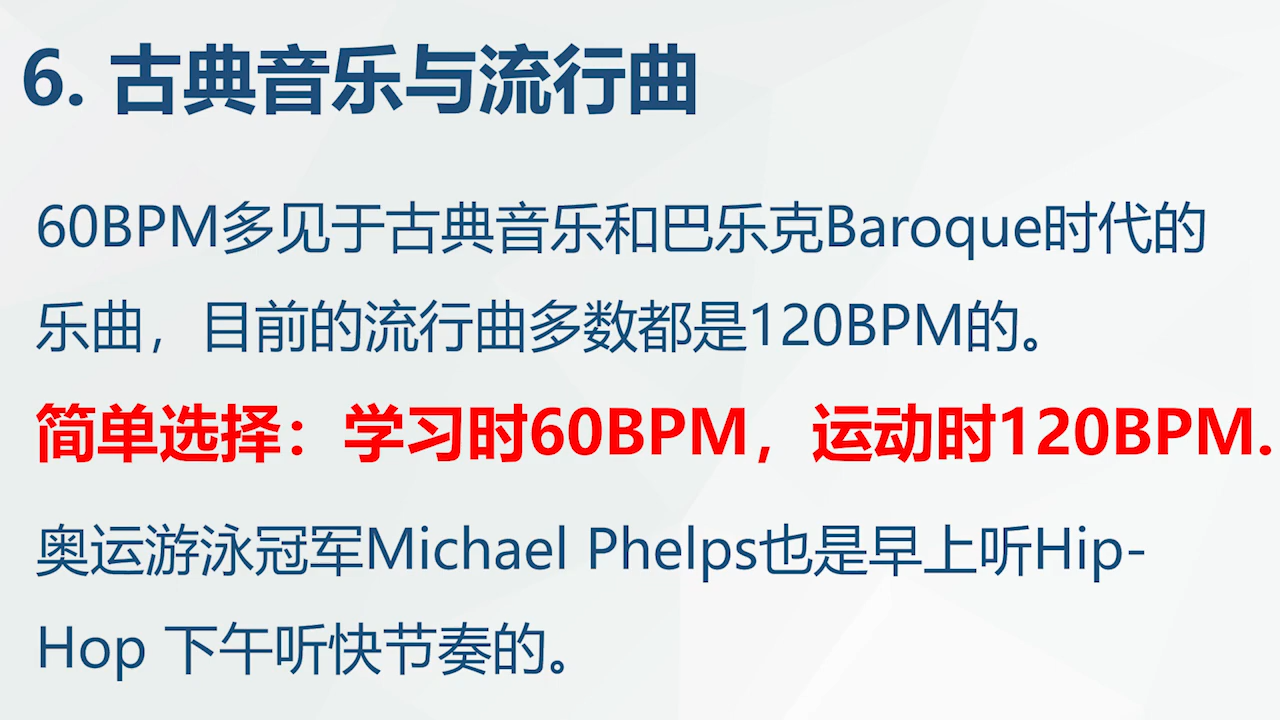 6. 古典音乐与流行曲
60BPM多见于古典音乐和巴乐克Baroque时代的
乐曲，目前的流行曲多数都是120BPM的。
简单选择：学习时60BPM，运动时120BPM.
奥运游泳冠军Michael Phelps也是早上听Hip-
Hop 下午听快节奏的。